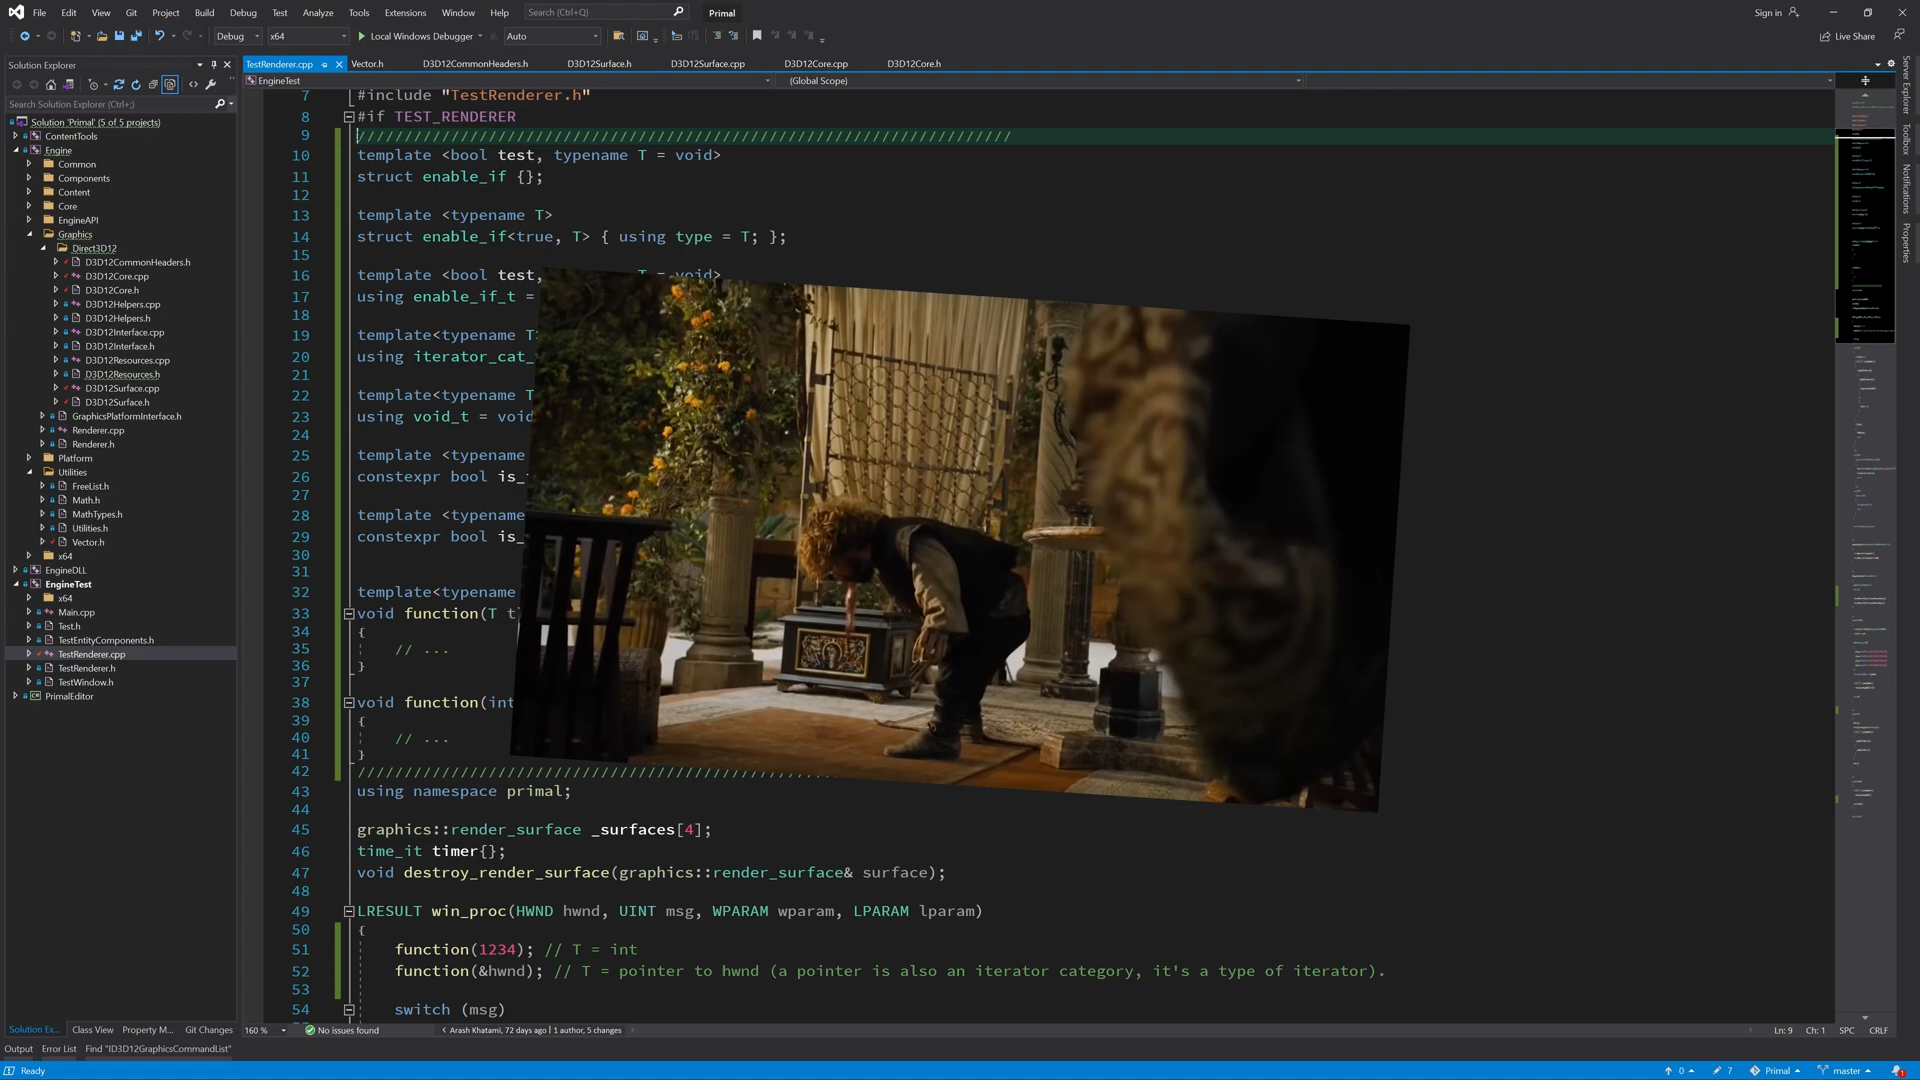 File Edit View Git Project Build Debug Test Analyze Tools Extensions Window Help Search (Ctrl+Q) Primal Sign in
Debug x64 Local Windows Debugger Auto Live Share
Solution Explorer
Search Solution Explorer (Ctrl+;)
Solution 'Primal' (5 of 5 projects)
ContentTools
Engine
Common
Components
Content
Core
EngineAPI
Graphics
Direct3D12
D3D12CommonHeaders.h
D3D12Core.cpp
D3D12Core.h
D3D12Helpers.cpp
D3D12Helpers.h
D3D12Interface.cpp
D3D12Interface.h
D3D12Resources.cpp
D3D12Resources.h
D3D12Surface.cpp
D3D12Surface.h
GraphicsPlatformInterface.h
Renderer.cpp
Renderer.h
Platform
Utilities
FreeList.h
Math.h
MathTypes.h
Utilities.h
Vector.h
x64
EngineDLL
EngineTest
x64
Main.cpp
Test.h
TestEntityComponents.h
TestRenderer.cpp
TestRenderer.h
TestWindow.h
PrimalEditor
Solution Ex... Class View Property M... Git Changes
TestRenderer.cpp Vector.h D3D12CommonHeaders.h D3D12Surface.h D3D12Surface.cpp D3D12Core.cpp D3D12Core.h
EngineTest (Global Scope)
7 #include "TestRenderer.h"
8 #if TEST_RENDERER
9 //////////////////////////////////////////////////////////////////////
10 template <bool test, typename T = void>
11 struct enable_if {};
12
13 template <typename T>
14 struct enable_if<true, T> { using type = T; };
15
16 template <bool test, T = void>
17 using enable_if_t =
18
19 template<typename T>
20 using iterator_cat_
21
22 template<typename T
23 using void_t = void
24
25 template <typename
26 constexpr bool is_
27
28 template <typename
29 constexpr bool is_
30
31
32 template<typename
33 void function(T t)
34 {
35 // ...
36 }
37
38 void function(int
39 {
40 // ...
41 }
42 ///////////////////////////////////////////////////
43 using namespace primal;
44
45 graphics::render_surface _surfaces[4];
46 time_it timer{};
47 void destroy_render_surface(graphics::render_surface& surface);
48
49 LRESULT win_proc(HWND hwnd, UINT msg, WPARAM wparam, LPARAM lparam)
50 {
51 function(1234); // T = int
52 function(&hwnd); // T = pointer to hwnd (a pointer is also an iterator category, it's a type of iterator).
53
54 switch (msg)
160 % No issues found Arash Khatami, 72 days ago | 1 author, 5 changes Ln: 9 Ch: 1 SPC CRLF
Output Error List Find "ID3D12GraphicsCommandList"
Ready 0 7 Primal master 1
Server Explorer
Toolbox
Notifications
Properties